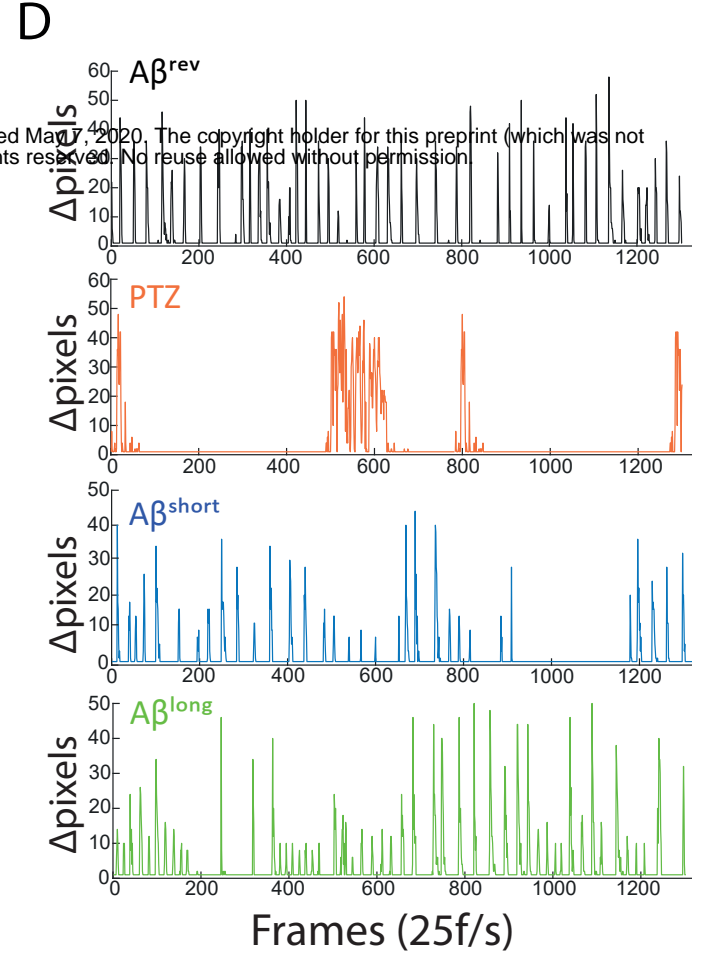 D
Aβrev
60
50
40
30
20
10
0
Δpixels
ed May 7, 2020. The copyright holder for this preprint (which was not
nts reserved. No reuse allowed without permission.
0 200 400 600 800 1000 1200
PTZ
60
50
40
30
20
10
0
Δpixels
0 200 400 600 800 1000 1200
Aβshort
50
40
30
20
10
0
Δpixels
0 200 400 600 800 1000 1200
Aβlong
50
40
30
20
10
0
Δpixels
0 200 400 600 800 1000 1200
Frames (25f/s)